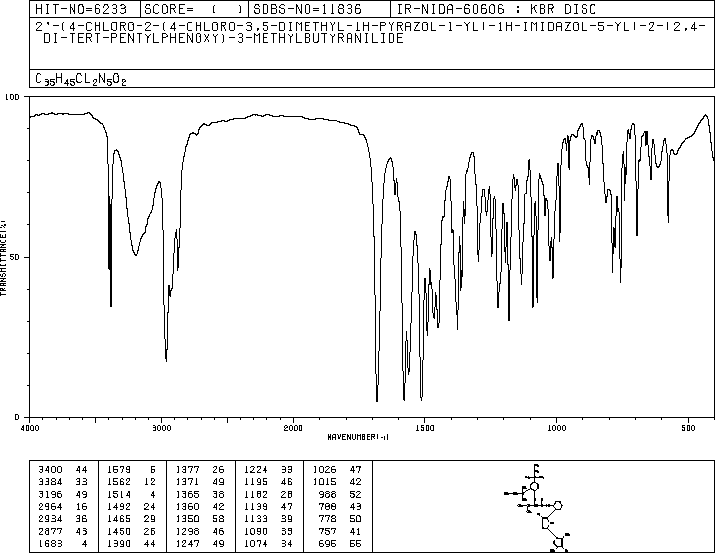 HIT-NO=6233 SCORE= ( ) SDBS-NO=11836 IR-NIDA-60606 : KBR DISC
2'-(4-CHLORO-2-(4-CHLORO-3,5-DIMETHYL-1H-PYRAZOL-1-YL)-1H-IMIDAZOL-5-YL)-2-(2,4-
DI-TERT-PENTYLPHENOXY)-3-METHYLBUTYRANILIDE
C35H45CL2N5O2
100
50
0
TRANSMITTANCE(%)
4000 3000 2000 1500 1000 500
WAVENUMBER(-1)
3400 44 1579 6 1377 26 1224 33 1026 47
3384 33 1562 12 1371 49 1195 46 1015 42
3196 49 1514 4 1365 38 1182 28 988 52
2964 16 1492 24 1360 42 1139 47 788 43
2934 36 1465 29 1350 58 1133 39 778 50
2877 43 1450 26 1298 46 1090 33 757 41
1683 4 1390 44 1247 49 1074 34 696 55